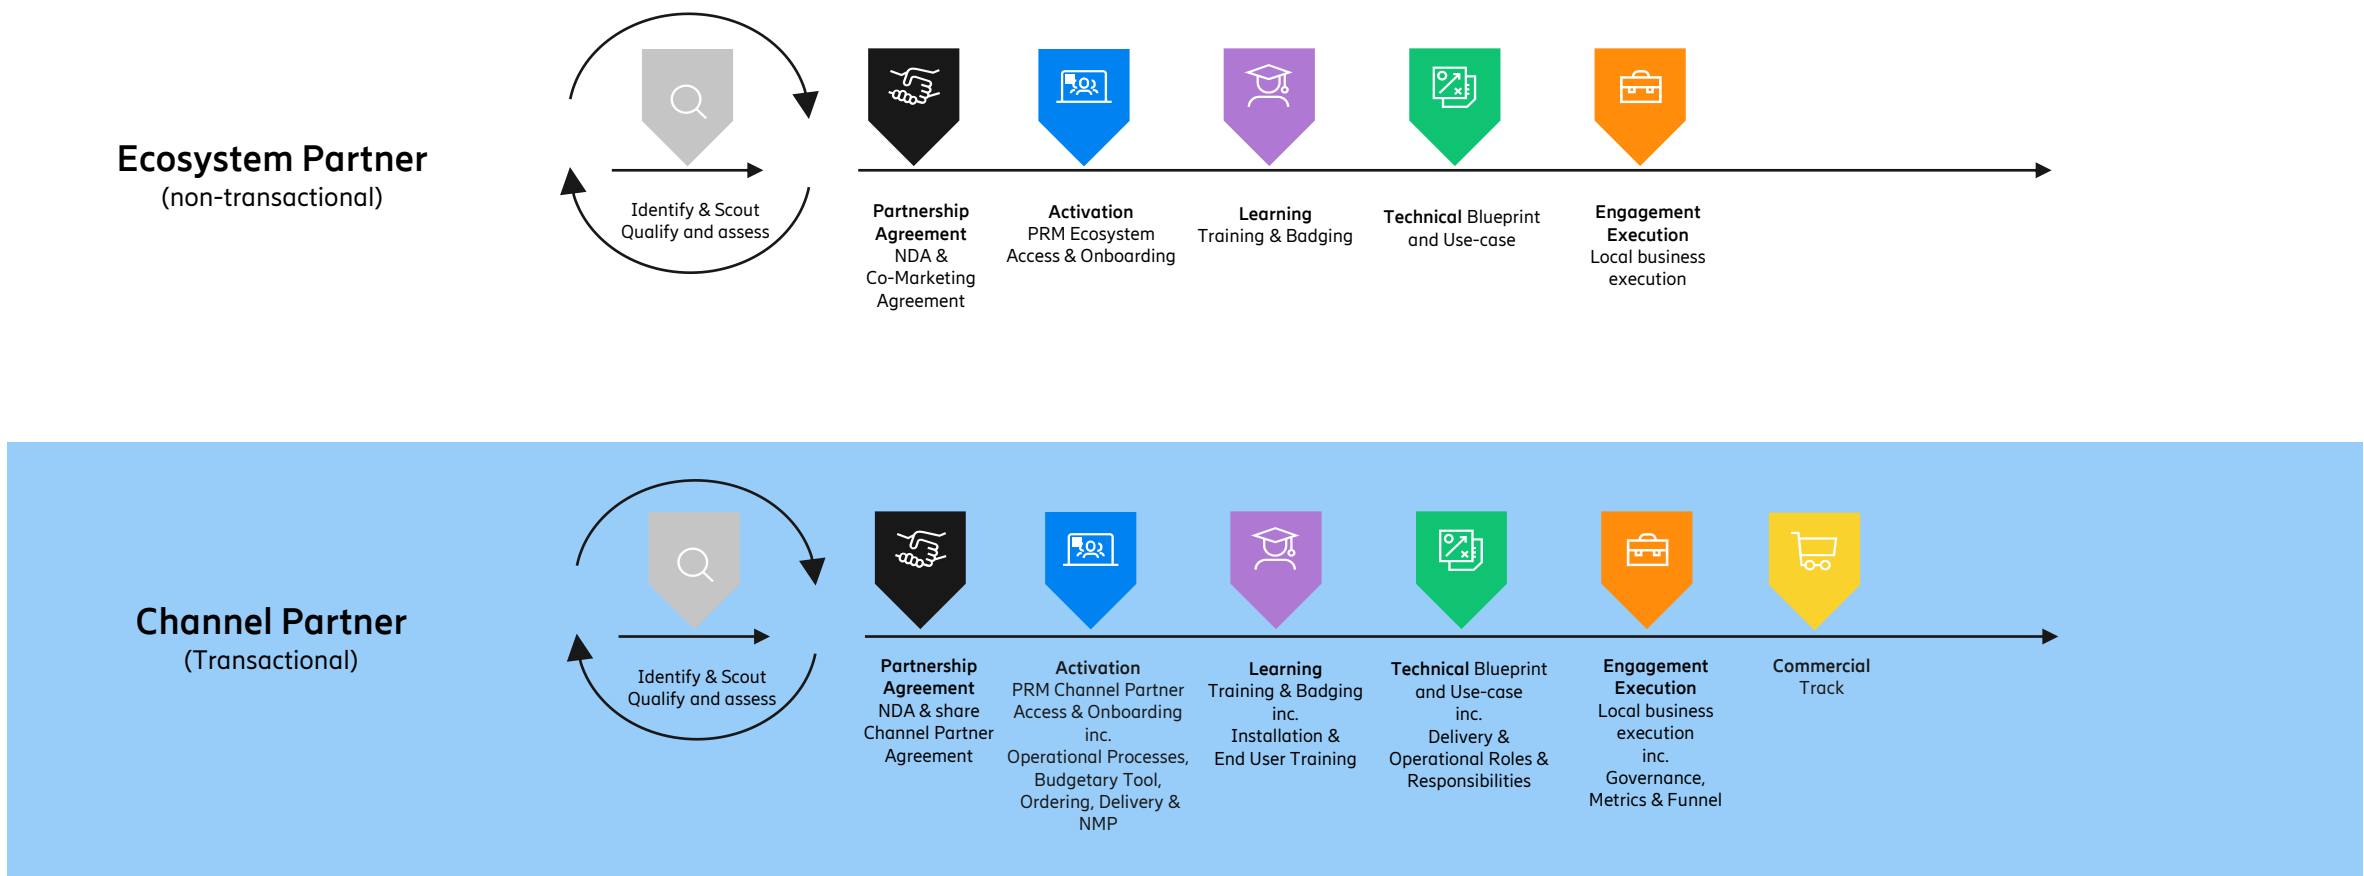 Ecosystem Partner
(non-transactional)
Identify & Scout
Qualify and assess
Partnership
Agreement
NDA &
Co-Marketing
Agreement
Activation
PRM Ecosystem
Access & Onboarding
Learning
Training & Badging
Technical Blueprint
and Use-case
Engagement
Execution
Local business
execution
Channel Partner
(Transactional)
Identify & Scout
Qualify and assess
Partnership
Agreement
NDA & share
Channel Partner
Agreement
Activation
PRM Channel Partner
Access & Onboarding
inc.
Operational Processes,
Budgetary Tool,
Ordering, Delivery &
NMP
Learning
Training & Badging
inc.
Installation &
End User Training
Technical Blueprint
and Use-case
inc.
Delivery &
Operational Roles &
Responsibilities
Engagement
Execution
Local business
execution
inc.
Governance,
Metrics & Funnel
Commercial
Track